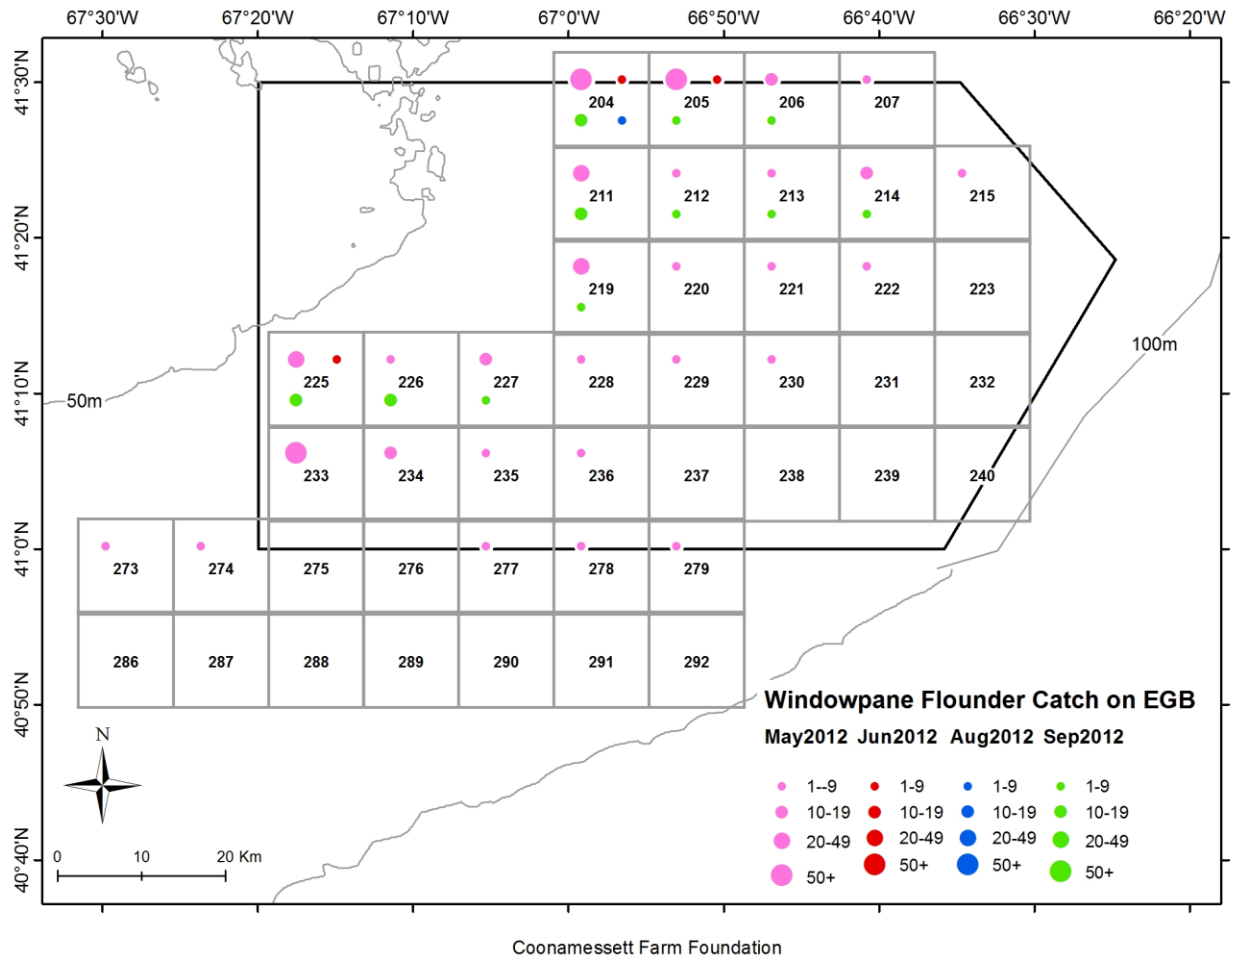 67°30'W 67°20'W 67°10'W 67°0'W 66°50'W 66°40'W 66°30'W 66°20'W
41°30'N
204 205 206 207
211 212 213 214 215
41°20'N
219 220 221 222 223
100m
225 226 227 228 229 230 231 232
41°10'N
50m
233 234 235 236 237 238 239 240
41°0'N
273 274 275 276 277 278 279
286 287 288 289 290 291 292
40°50'N
Windowpane Flounder Catch on EGB
May2012 Jun2012 Aug2012 Sep2012
N
1--9 1-9 1-9 1-9
10-19 10-19 10-19 10-19
20-49 20-49 20-49 20-49
50+ 50+ 50+ 50+
40°40'N
0 10 20 Km
Coonamessett Farm Foundation